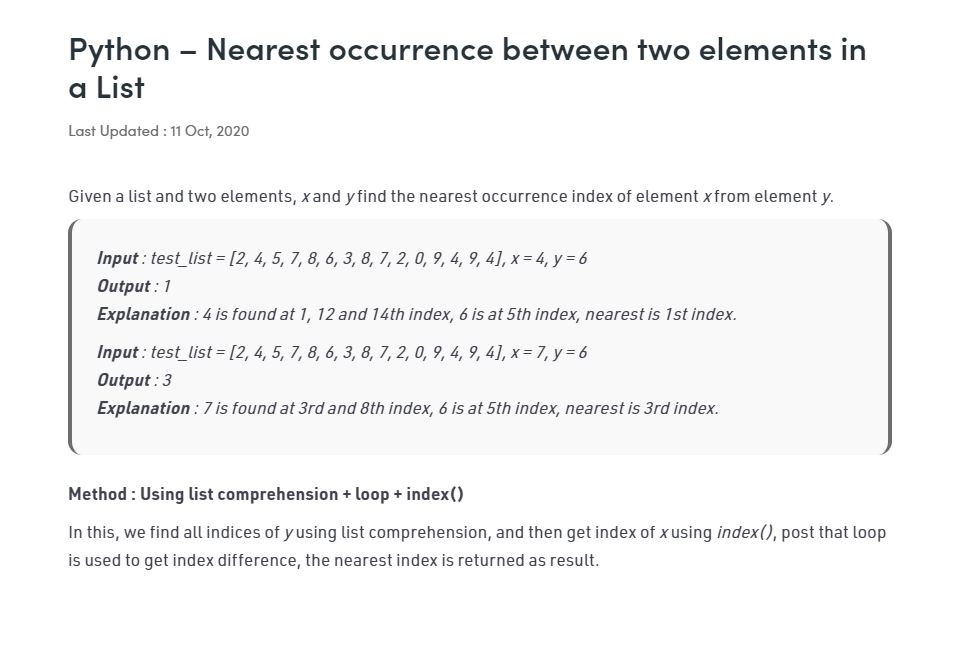 Python – Nearest occurrence between two elements in
a List
Last Updated : 11 Oct, 2020
Given a list and two elements, x and y find the nearest occurrence index of element x from element y.
Input : test_list = [2, 4, 5, 7, 8, 6, 3, 8, 7, 2, 0, 9, 4, 9, 4], x = 4, y = 6
Output : 1
Explanation : 4 is found at 1, 12 and 14th index, 6 is at 5th index, nearest is 1st index.
Input : test_list = [2, 4, 5, 7, 8, 6, 3, 8, 7, 2, 0, 9, 4, 9, 4], x = 7, y = 6
Output : 3
Explanation : 7 is found at 3rd and 8th index, 6 is at 5th index, nearest is 3rd index.
Method : Using list comprehension + loop + index()
In this, we find all indices of y using list comprehension, and then get index of x using index(), post that loop
is used to get index difference, the nearest index is returned as result.